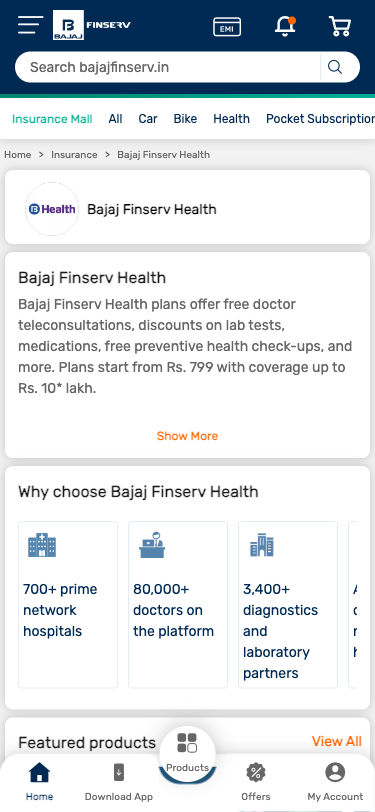 BAJAJ FINSERV
EMI
Search bajajfinserv.in
Insurance Mall All Car Bike Health Pocket Subscription
Home > Insurance > Bajaj Finserv Health
Health Bajaj Finserv Health
Bajaj Finserv Health
Bajaj Finserv Health plans offer free doctor
teleconsultations, discounts on lab tests,
medications, free preventive health check-ups, and
more. Plans start from Rs. 799 with coverage up to
Rs. 10* lakh.
Show More
Why choose Bajaj Finserv Health
700+ prime
network
hospitals
80,000+
doctors on
the platform
3,400+
diagnostics
and
laboratory
partners
Featured products
View All
Home
Download App
Products
Offers
My Account